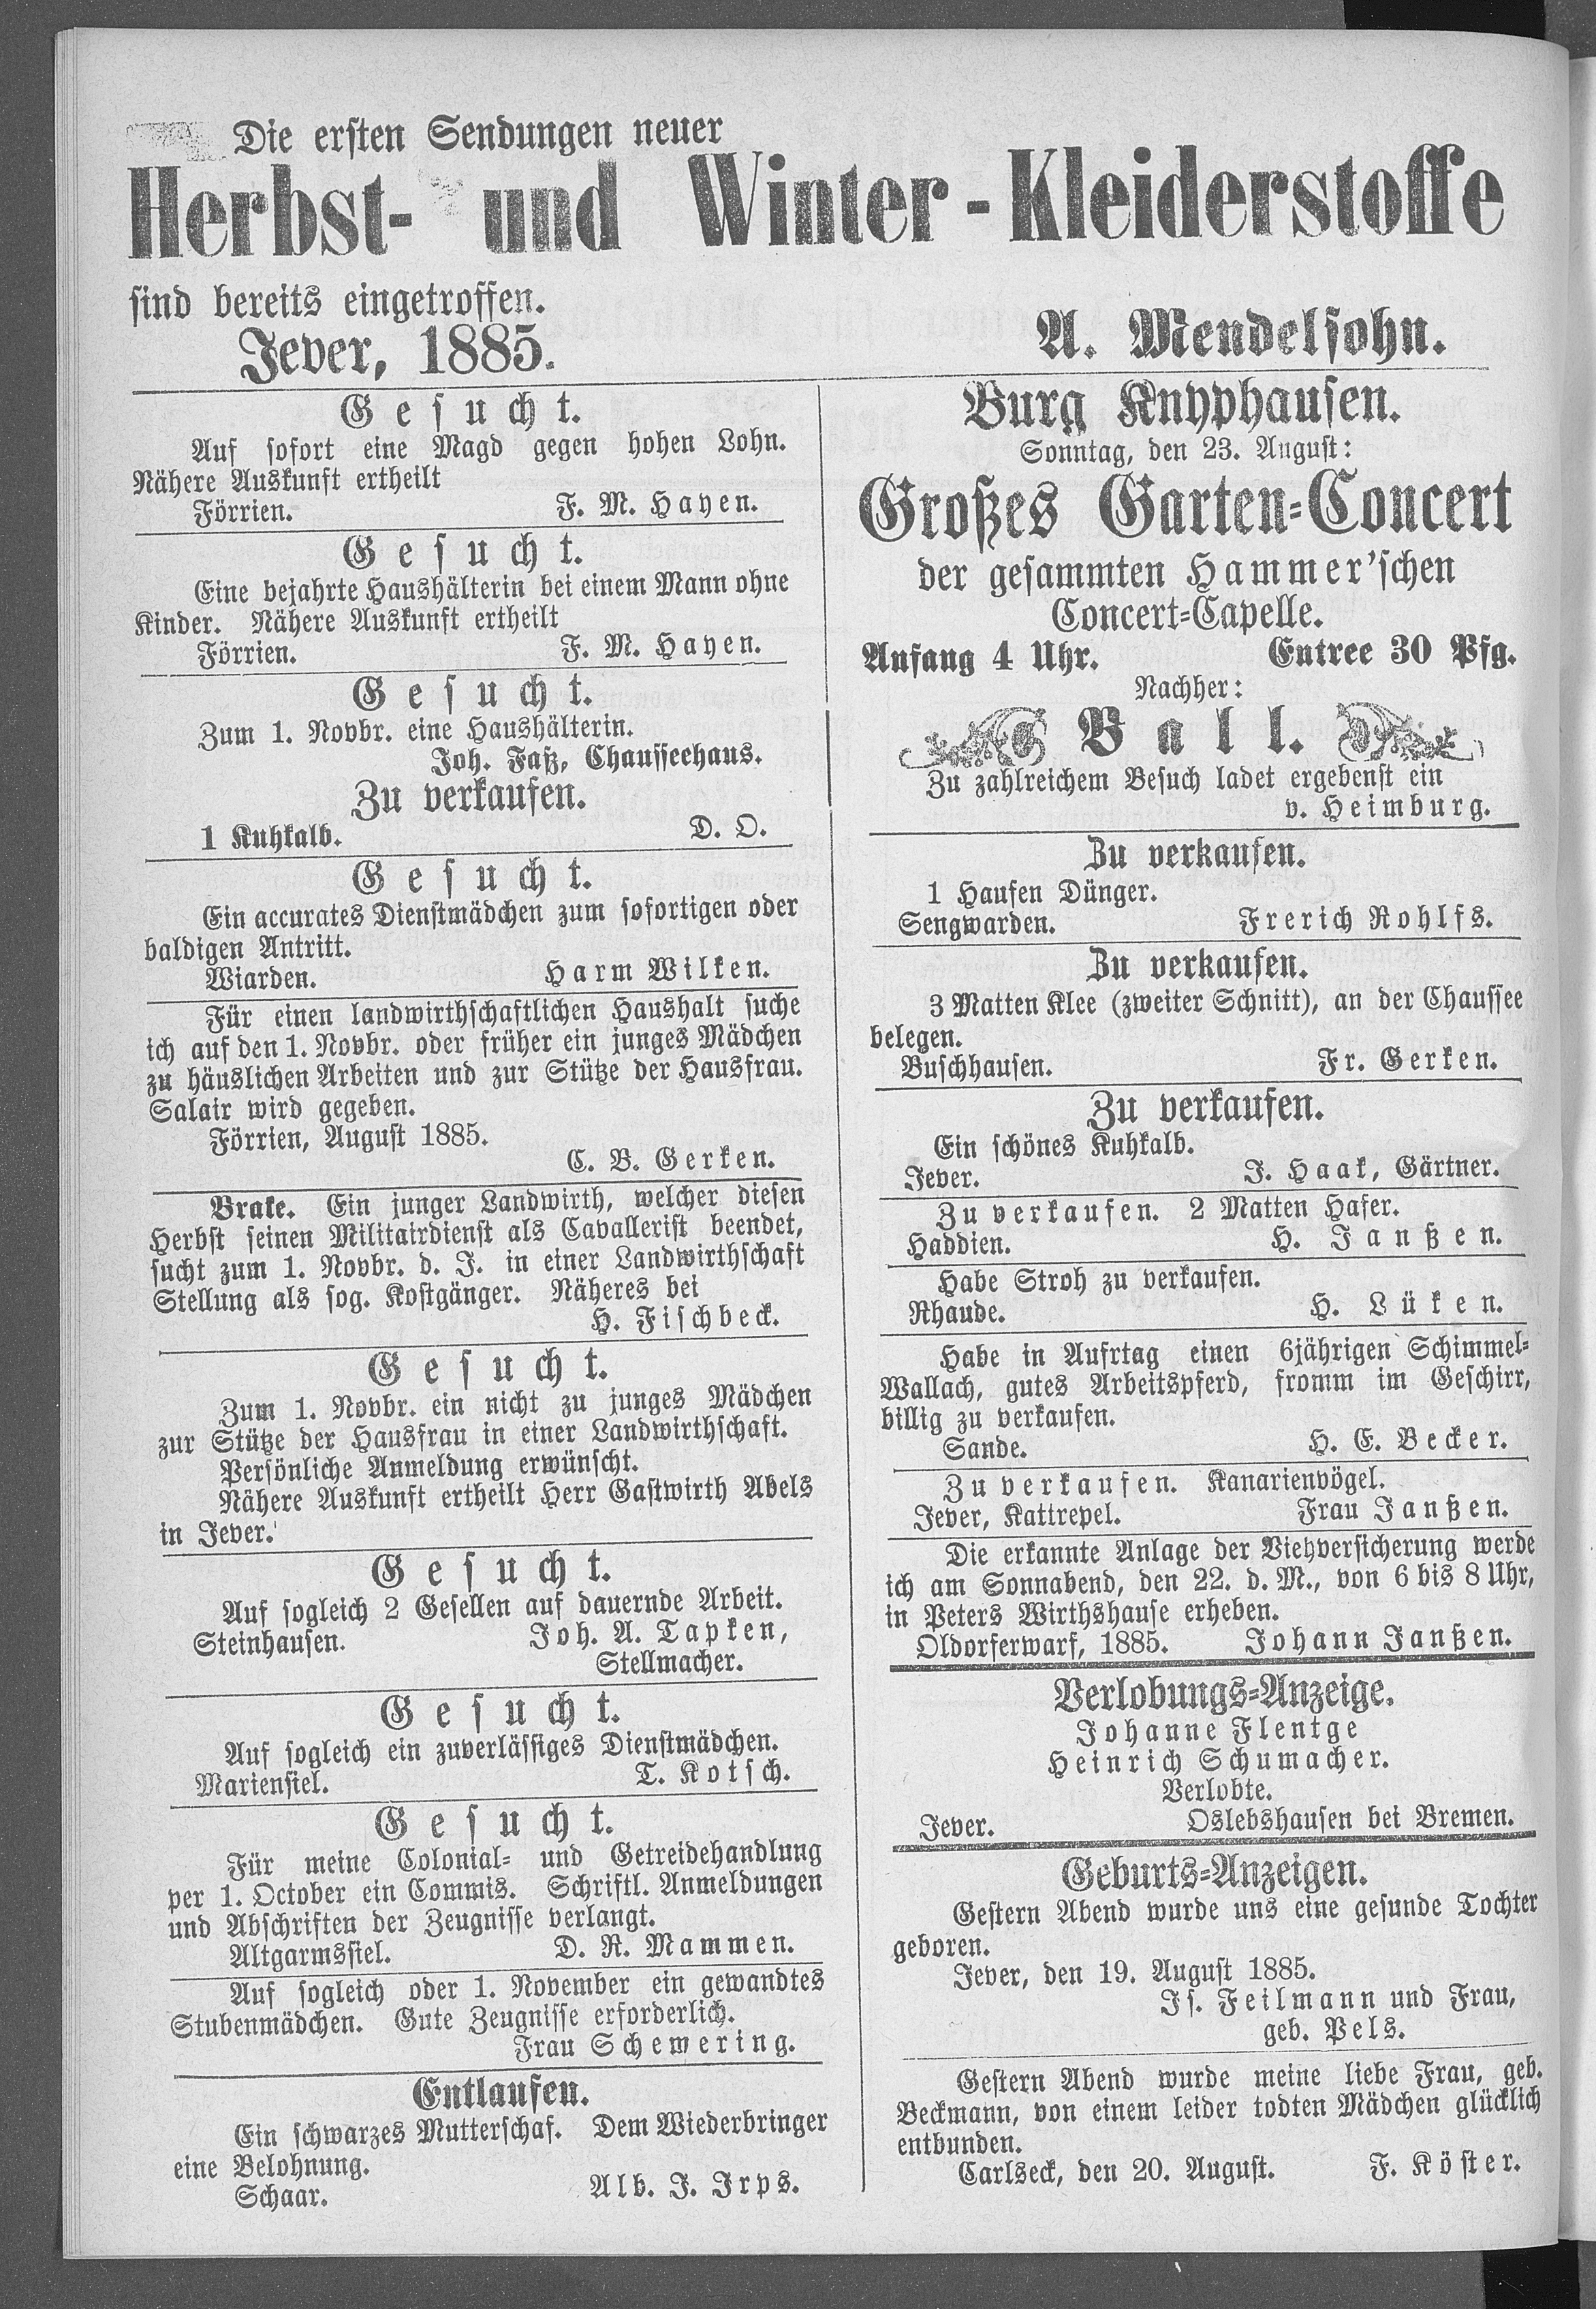 Die ersten Sendungen neuer
Herbst- und Winter-Kleiderstoffe
sind bereits eingetroffen.
Jever, 1885.
A. Mendelsohn.
Gesucht.
Auf sofort eine Magd gegen hohen Lohn.
Nähere Auskunft ertheilt
Förrien. F. M. Hayen.
Gesucht.
Eine bejahrte Haushälterin bei einem Mann ohne
Kinder. Nähere Auskunft ertheilt
Förrien. F. M. Hayen.
Gesucht.
Zum 1. Novbr. eine Haushälterin.
Joh. Faß, Chausseehaus.
Zu verkaufen.
1 Kuhkalb. D. O.
Gesucht.
Ein accurates Dienstmädchen zum sofortigen oder
baldigen Antritt.
Wiarden. Harm Wilken.
Für einen landwirthschaftlichen Haushalt suche
ich auf den 1. Novbr. oder früher ein junges Mädchen
zu häuslichen Arbeiten und zur Stütze der Hausfrau.
Salair wird gegeben.
Förrien, August 1885.
C. B. Gerken.
Brake. Ein junger Landwirth, welcher diesen
Herbst seinen Militairdienst als Cavallerist beendet,
sucht zum 1. Novbr. d. J. in einer Landwirthschaft
Stellung als sog. Kostgänger. Näheres bei
H. Fischbeck.
Gesucht.
Zum 1. Novbr. ein nicht zu junges Mädchen
zur Stütze der Hausfrau in einer Landwirthschaft.
Persönliche Anmeldung erwünscht.
Nähere Auskunft ertheilt Herr Gastwirth Abels
in Jever.
Gesucht.
Auf sogleich 2 Gesellen auf dauernde Arbeit.
Steinhausen. Joh. A. Tapken,
Stellmacher.
Gesucht.
Auf sogleich ein zuverlässiges Dienstmädchen.
Mariensiel. T. Kotsch.
Gesucht.
Für meine Colonial- und Getreidehandlung
per 1. October ein Commis. Schriftl. Anmeldungen
und Abschriften der Zeugnisse verlangt.
Altgarmssiel. D. R. Mammen.
Auf sogleich oder 1. November ein gewandtes
Stubenmädchen. Gute Zeugnisse erforderlich.
Frau Schemering.
Entlaufen.
Ein schwarzes Mutterschaf. Dem Wiederbringer
eine Belohnung.
Schaar. Alb. J. Irps.
Burg Knyphausen.
Sonntag, den 23. August:
Großes Garten-Concert
der gesammten Hammer'schen
Concert-Capelle.
Anfang 4 Uhr. Entree 30 Pfg.
Nachher:
Ball.
Zu zahlreichem Besuch ladet ergebenst ein
v. Heimburg.
Zu verkaufen.
1 Haufen Dünger.
Sengwarden. Frerich Rohlfs.
Zu verkaufen.
3 Matten Klee (zweiter Schnitt), an der Chaussee
belegen.
Buschhausen. Fr. Gerken.
Zu verkaufen.
Ein schönes Kuhkalb.
Jever. J. Haak, Gärtner.
Zu verkaufen. 2 Matten Hafer.
Haddien. H. Janßen.
Habe Stroh zu verkaufen.
Rhaude. H. Lüken.
Habe in Aufrtag einen 6jährigen Schimmel-
Wallach, gutes Arbeitspferd, fromm im Geschirr,
billig zu verkaufen.
Sande. H. E. Becker.
Zu verkaufen. Kanarienvögel.
Jever, Kattrepel. Frau Janßen.
Die erkannte Anlage der Viehversicherung werde
ich am Sonnabend, den 22. d. M., von 6 bis 8 Uhr,
in Peters Wirthshause erheben.
Oldorferwarf, 1885. Johann Janßen.
Verlobungs-Anzeige.
Johanne Flentge
Heinrich Schumacher.
Verlobte.
Jever. Oslebshausen bei Bremen.
Geburts-Anzeigen.
Gestern Abend wurde uns eine gesunde Tochter
geboren.
Jever, den 19. August 1885.
Js. Feilmann und Frau,
geb. Pels.
Gestern Abend wurde meine liebe Frau, geb.
Beckmann, von einem leider todten Mädchen glücklich
entbunden.
Carlseck, den 20. August. F. Köster.